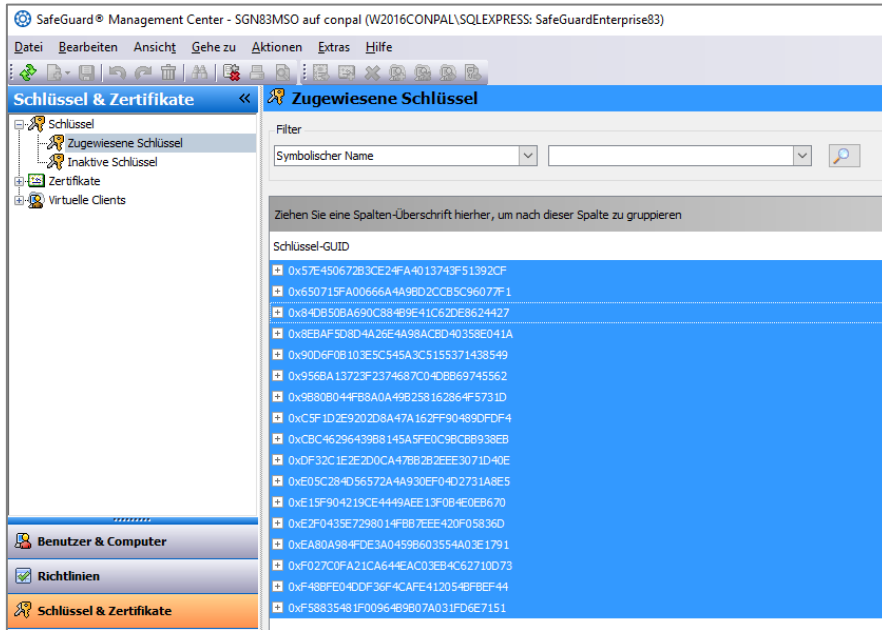 SafeGuard® Management Center - SGN83MSO auf conpal (W2016CONPAL\SQLEXPRESS: SafeGuardEnterprise83)
Datei Bearbeiten Ansicht Gehe zu Aktionen Extras Hilfe
Schlüssel & Zertifikate «
Schlüssel
Zugewiesene Schlüssel
Inaktive Schlüssel
Zertifikate
Virtuelle Clients
Benutzer & Computer
Richtlinien
Schlüssel & Zertifikate
Zugewiesene Schlüssel
Filter
Symbolischer Name
Ziehen Sie eine Spalten-Überschrift hierher, um nach dieser Spalte zu gruppieren
Schlüssel-GUID
0x57E450672B3CE24FA4013743F51392CF
0x650715FA00666A4A9BD2CCB5C96077F1
0x84DB50BA690C884B9E41C62DE8624427
0x8EBAF5D8D4A26E4A98ACBD40358E041A
0x90D6F0B103E5C545A3C5155371438549
0x956BA13723F2374687C04DBB69745562
0x9B80B044FB8A0A49B258162864F5731D
0xC5F1D2E9202D8A47A162FF90489DFDF4
0xCBC46296439B8145A5FE0C9BCBB938EB
0xDF32C1E2E2D0CA47BB2B2EEE3071D40E
0xE05C284D56572A4A930EF04D2731A8E5
0xE15F904219CE4449AEE13F0B4E0EB670
0xE2F0435E7298014FBB7EEE420F05836D
0xEA80A984FDE3A0459B603554A03E1791
0xF027C0FA21CA644EAC03EB4C62710D73
0xF48BFE04DDF36F4CAFE412054BFBEF44
0xF58835481F00964B9B07A031FD6E7151